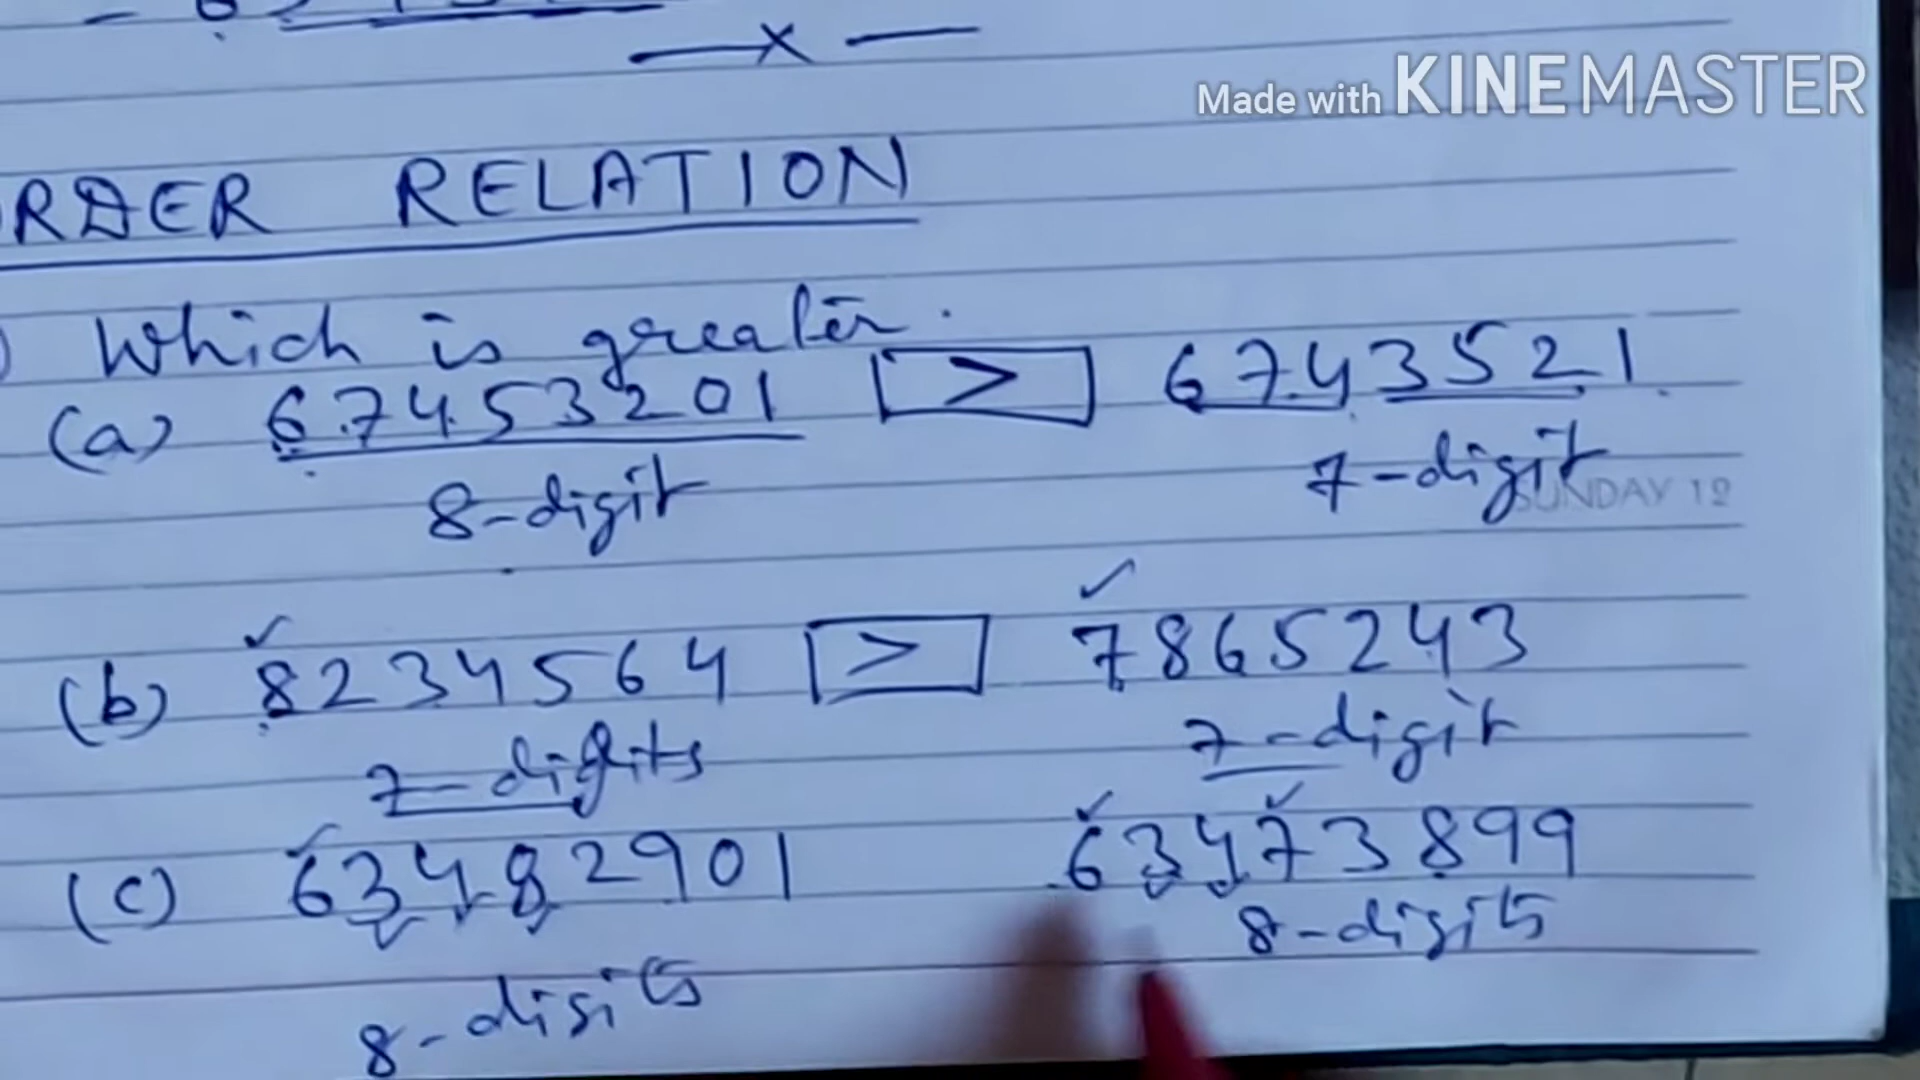 Made with KINEMASTER
x
RDER RELATION
Which is greater.
(a) 67453201 > 6743521
8-digit 7-digit
SUNDAY 12
(b) 8234564 > 7865243
7-digits 7-digit
(c) 63482901 63473899
8-digits 8-digits